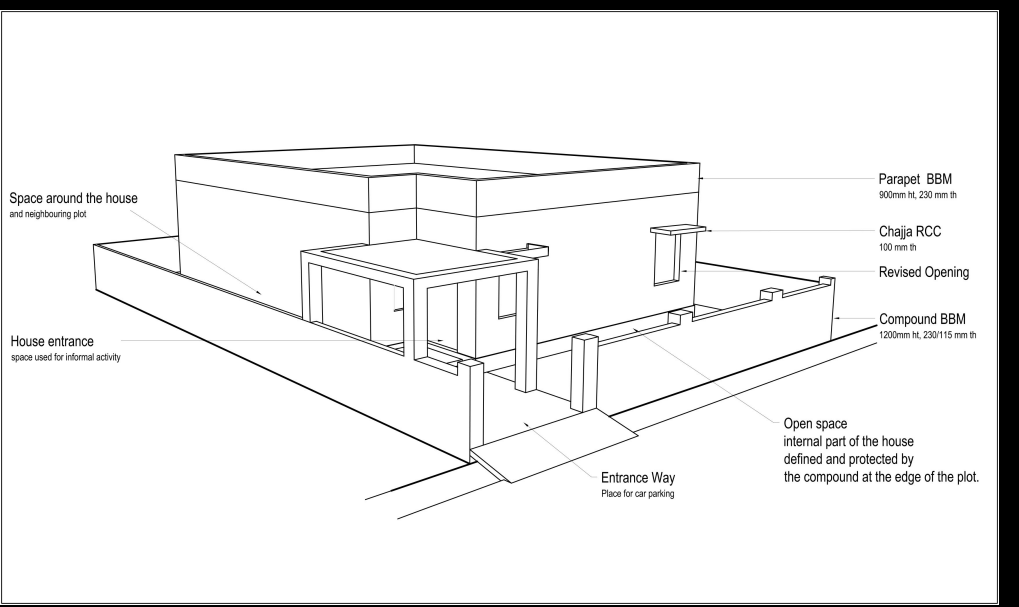 Space around the house
and neighbouring plot
House entrance
space used for informal activity
Parapet BBM
900mm ht, 230 mm th
Chajja RCC
100 mm th
Revised Opening
Compound BBM
1200mm ht, 230/115 mm th
Open space
internal part of the house
defined and protected by
the compound at the edge of the plot.
Entrance Way
Place for car parking